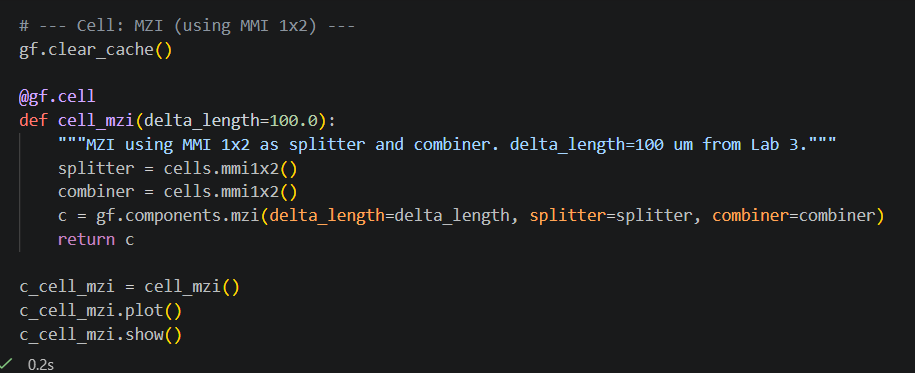 # --- Cell: MZI (using MMI 1x2) ---
gf.clear_cache()
@gf.cell
def cell_mzi(delta_length=100.0):
    """MZI using MMI 1x2 as splitter and combiner. delta_length=100 um from Lab 3."""
    splitter = cells.mmi1x2()
    combiner = cells.mmi1x2()
    c = gf.components.mzi(delta_length=delta_length, splitter=splitter, combiner=combiner)
    return c
c_cell_mzi = cell_mzi()
c_cell_mzi.plot()
c_cell_mzi.show()
0.2s